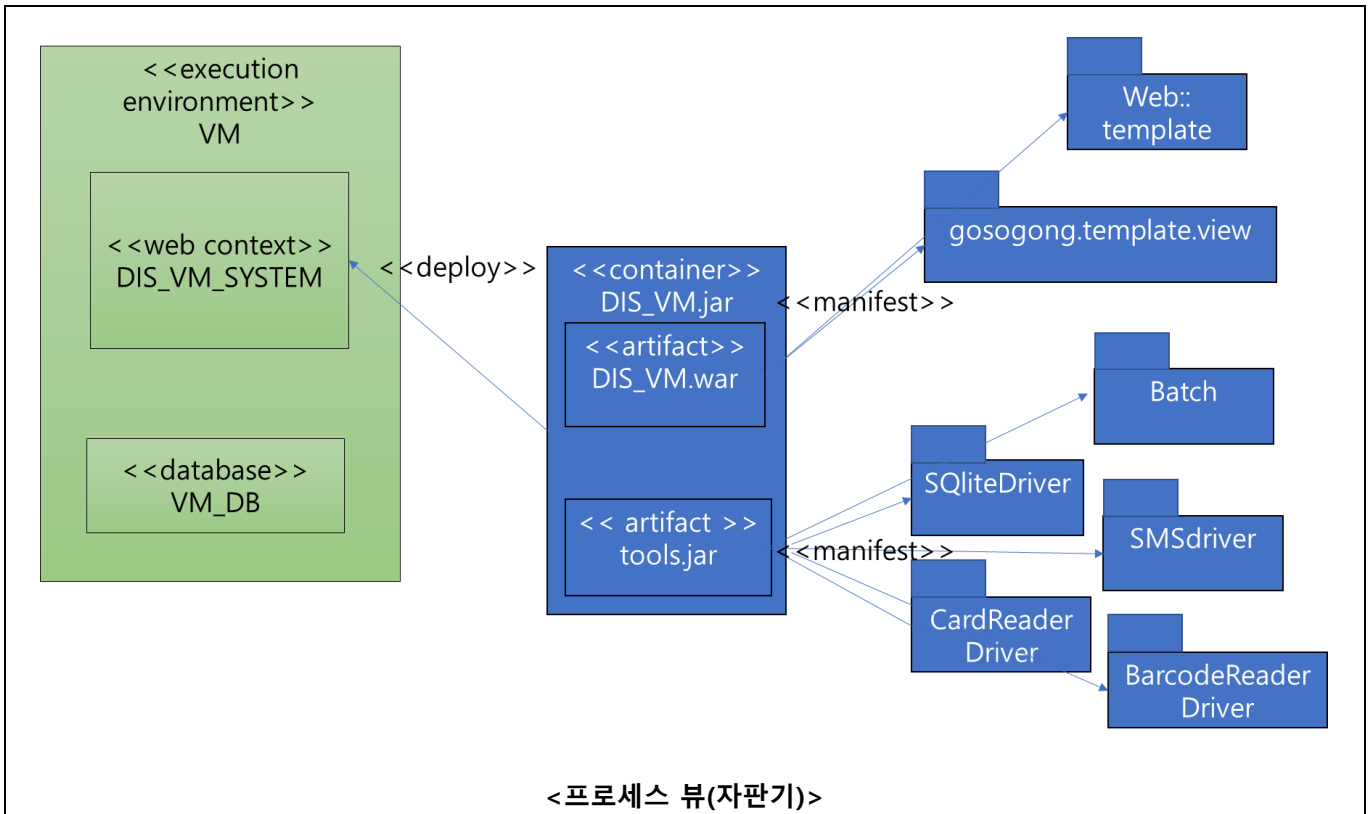 <<execution
environment>>
VM
<<web context>>
DIS_VM_SYSTEM
<<database>>
VM_DB
<<deploy>>
<<container>>
DIS_VM.jar
<<artifact>>
DIS_VM.war
<< artifact >>
tools.jar
<<manifest>>
<<manifest>>
Web::
template
gosogong.template.view
Batch
SQliteDriver
SMSdriver
CardReader
Driver
BarcodeReader
Driver
<프로세스 뷰(자판기)>